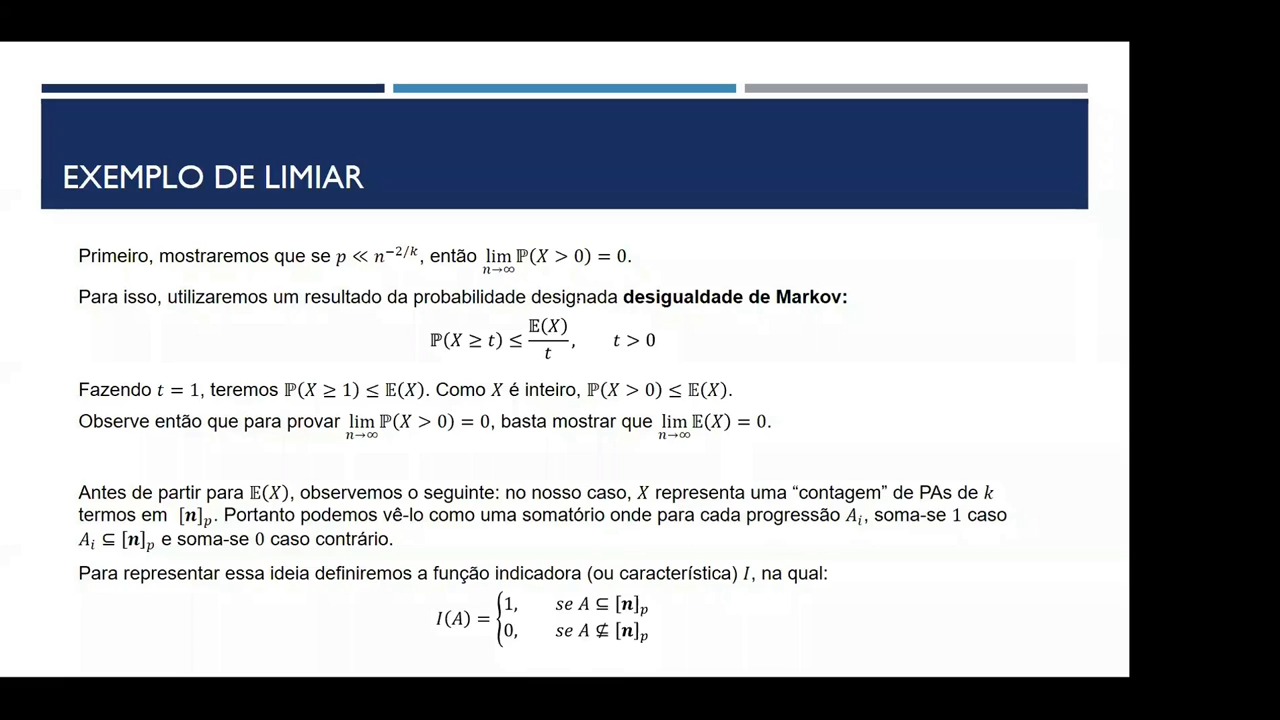 EXEMPLO DE LIMIAR
Primeiro, mostraremos que se p ≪ n^{−2/k}, então lim_{n→∞} ℙ(X > 0) = 0.
Para isso, utilizaremos um resultado da probabilidade designada desigualdade de Markov:
ℙ(X ≥ t) ≤ 𝔼(X)/t, t > 0
Fazendo t = 1, teremos ℙ(X ≥ 1) ≤ 𝔼(X). Como X é inteiro, ℙ(X > 0) ≤ 𝔼(X).
Observe então que para provar lim_{n→∞} ℙ(X > 0) = 0, basta mostrar que lim_{n→∞} 𝔼(X) = 0.
Antes de partir para 𝔼(X), observemos o seguinte: no nosso caso, X representa uma “contagem” de PAs de k
termos em [n]_p. Portanto podemos vê-lo como uma somatório onde para cada progressão A_i, soma-se 1 caso
A_i ⊆ [n]_p e soma-se 0 caso contrário.
Para representar essa ideia definiremos a função indicadora (ou característica) I, na qual:
I(A) = {1, se A ⊆ [n]_p
0, se A ⊈ [n]_p